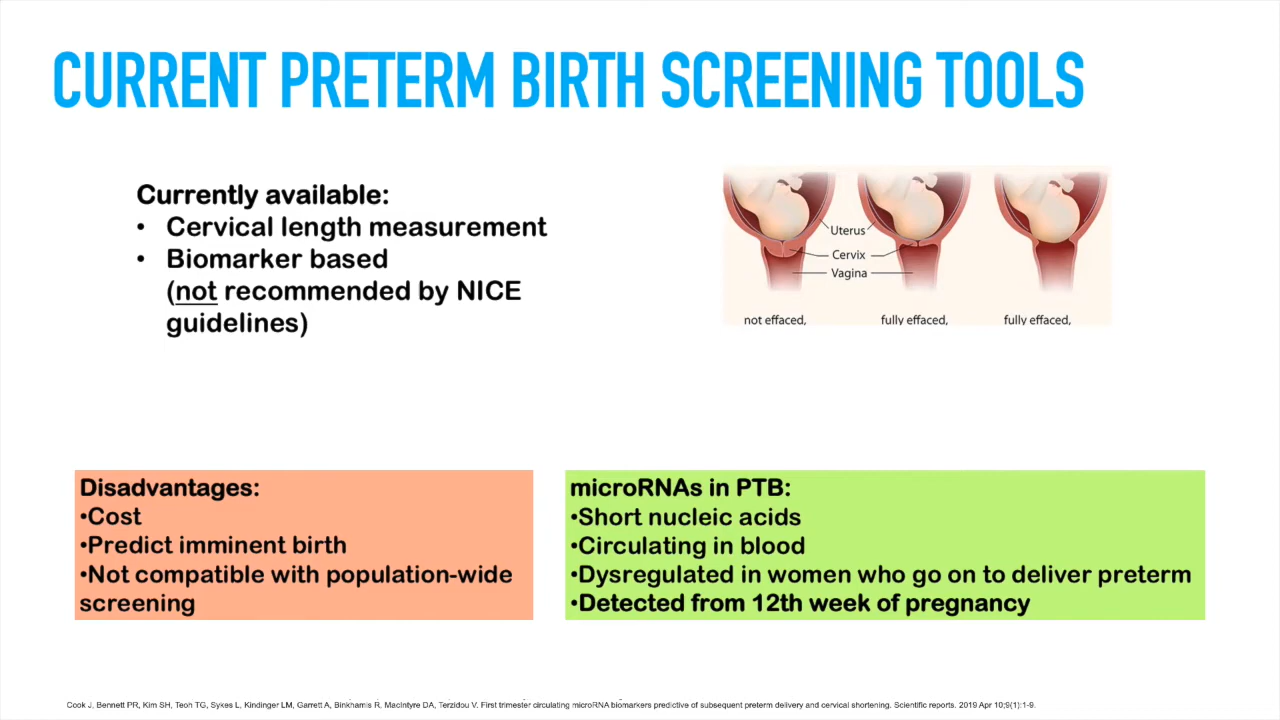 CURRENT PRETERM BIRTH SCREENING TOOLS
Currently available:
• Cervical length measurement
• Biomarker based
(not recommended by NICE
guidelines)
Uterus
Cervix
Vagina
not effaced,
fully effaced,
fully effaced,
Disadvantages:
•Cost
•Predict imminent birth
•Not compatible with population-wide
screening
microRNAs in PTB:
•Short nucleic acids
•Circulating in blood
•Dysregulated in women who go on to deliver preterm
•Detected from 12th week of pregnancy
Cook J, Bennett PR, Kim SH, Teoh TG, Sykes L, Kindinger LM, Garrett A, Binkhamis R, MacIntyre DA, Terzidou V. First trimester circulating microRNA biomarkers predictive of subsequent preterm delivery and cervical shortening. Scientific reports. 2019 Apr 10;9(1):1-9.